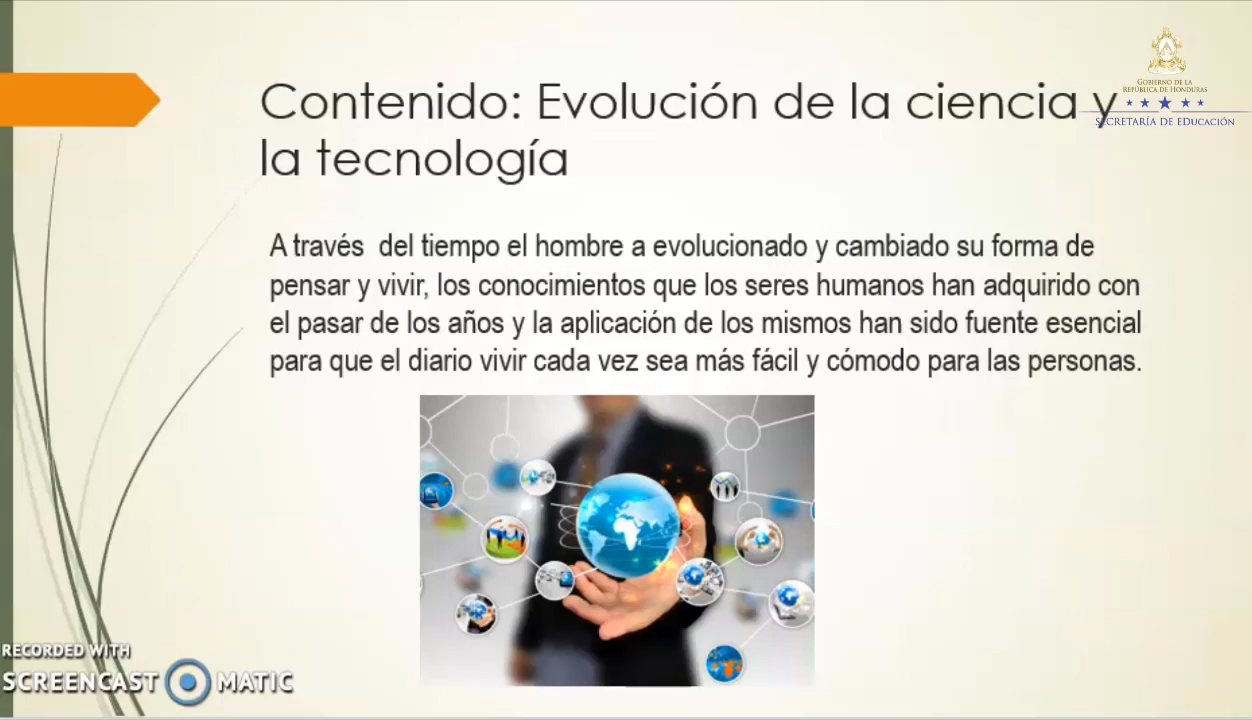 GOBIERNO DE LA
REPÚBLICA DE HONDURAS
SECRETARÍA DE EDUCACIÓN
Contenido: Evolución de la ciencia y
la tecnología
A través  del tiempo el hombre a evolucionado y cambiado su forma de
pensar y vivir, los conocimientos que los seres humanos han adquirido con
el pasar de los años y la aplicación de los mismos han sido fuente esencial
para que el diario vivir cada vez sea más fácil y cómodo para las personas.
RECORDED WITH
SCREENCAST MATIC